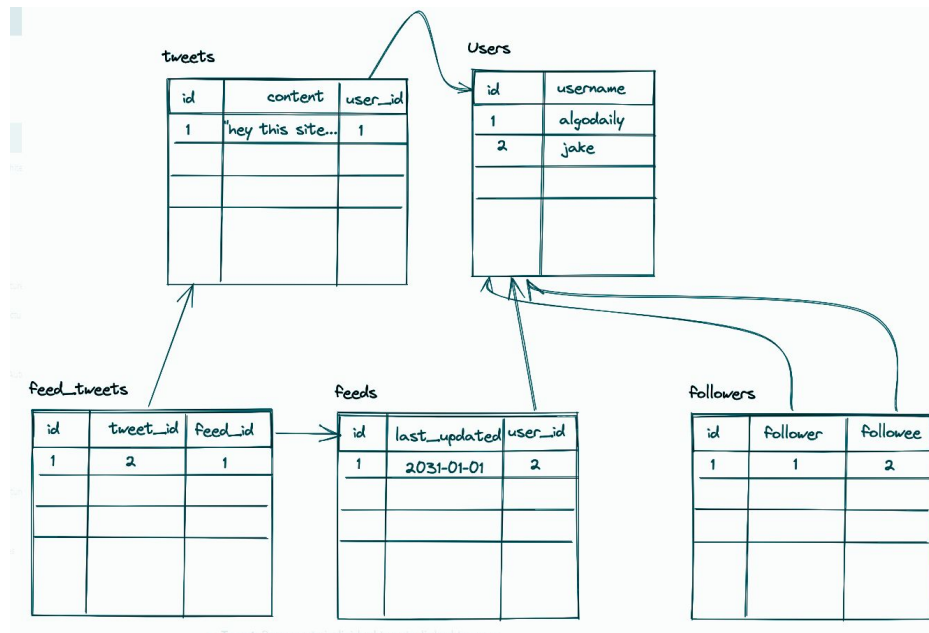 tweets
id content user_id
1 "hey this site... 1
Users
id username
1 algodaily
2 jake
feed_tweets
id tweet_id feed_id
1 2 1
feeds
id last_updated user_id
1 2031-01-01 2
followers
id follower followee
1 1 2